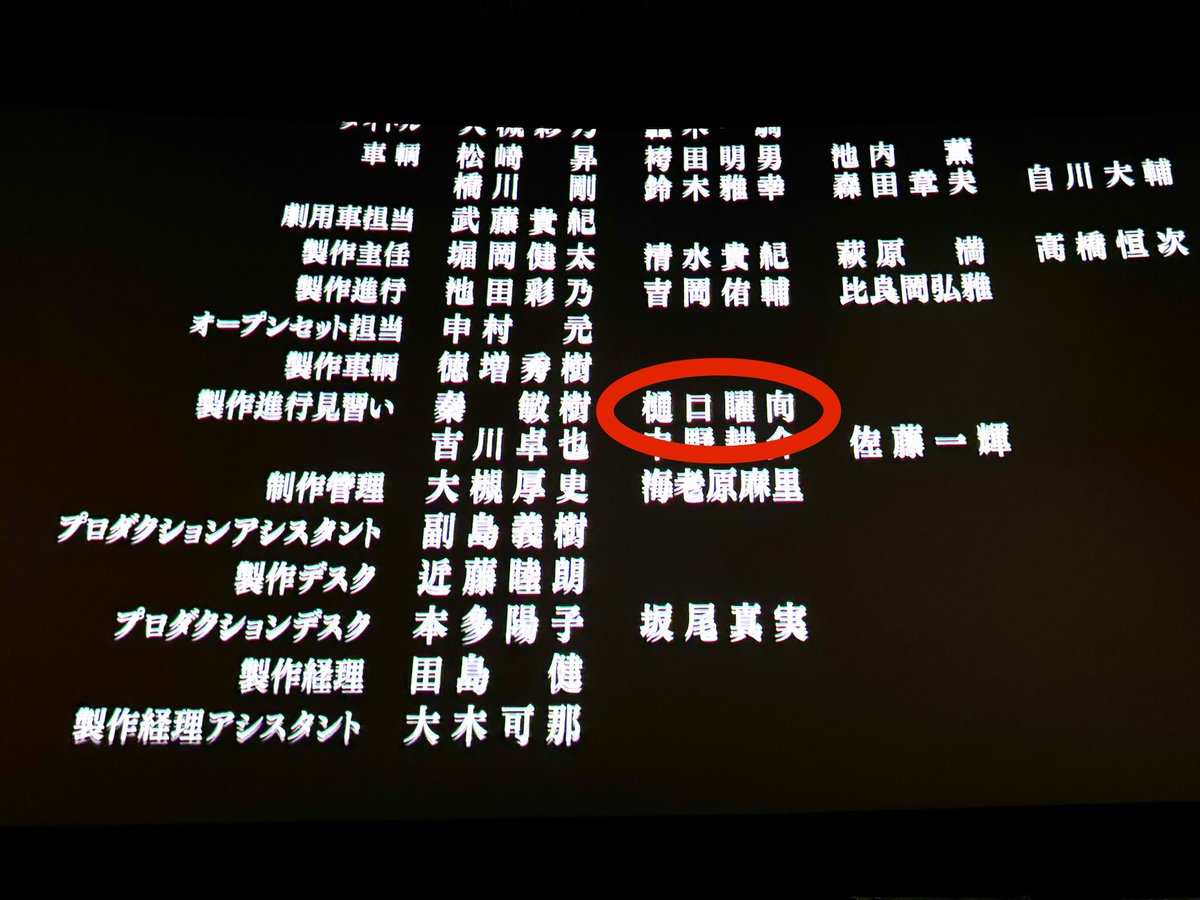 車輌 松﨑 昇 袴田明男 池内 薫
橋川 剛 鈴木雅幸 森田章夫 自川大輔
劇用車担当 武藤貴紀
製作主任 堀岡健太 清水貴紀 萩原 満 高橋恒次
製作進行 池田彩乃 吉岡佑輔 比良岡弘雅
オープンセット担当 中村 元
製作車輌 徳増秀樹
製作進行見習い 秦 敏樹 樋口曜向
吉川卓也 佐藤一輝
制作管理 大槻厚史 海老原麻里
プロダクションアシスタント 副島義樹
製作デスク 近藤睦朗
プロダクションデスク 本多陽子 坂尾真実
製作経理 田島 健
製作経理アシスタント 大木可那